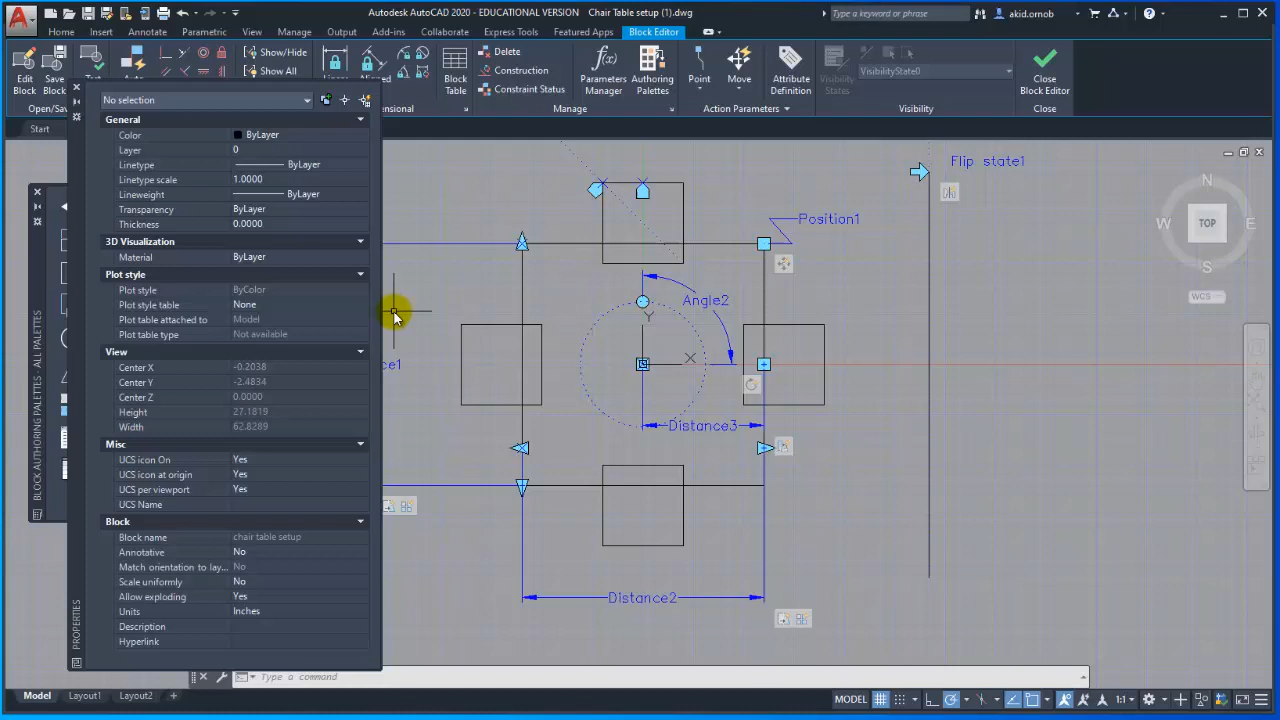 Autodesk AutoCAD 2020 - EDUCATIONAL VERSION Chair Table setup (1).dwg
Type a keyword or phrase
akid.ornob
Home Insert Annotate Parametric View Manage Output Add-ins Collaborate Express Tools Featured Apps Block Editor
Edit Block
Save Block
Test
Auto
Show/Hide
Show All
Block Table
Delete
Construction
Constraint Status
Parameters Manager
Authoring Palettes
Point
Move
Attribute Definition
Visibility States
VisibilityState0
Close Block Editor
Open/Sav
ensional
Manage
Action Parameters
Visibility
Close
Start
No selection
General
Color ByLayer
Layer 0
Linetype ByLayer
Linetype scale 1.0000
Lineweight ByLayer
Transparency ByLayer
Thickness 0.0000
3D Visualization
Material ByLayer
Plot style
Plot style ByColor
Plot style table None
Plot table attached to Model
Plot table type Not available
View
Center X -0.2038
Center Y -2.4834
Center Z 0.0000
Height 27.1819
Width 62.8289
Misc
UCS icon On Yes
UCS icon at origin Yes
UCS per viewport Yes
UCS Name
Block
Block name chair table setup
Annotative No
Match orientation to lay... No
Scale uniformly No
Allow exploding Yes
Units Inches
Description
Hyperlink
PROPERTIES
BLOCK AUTHORING PALETTES - ALL PALETTES
Flip state1
Position1
Angle2
Y
X
ce1
Distance3
Distance2
N
W TOP E
S
WCS
Type a command
Model Layout1 Layout2 +
MODEL
1:1